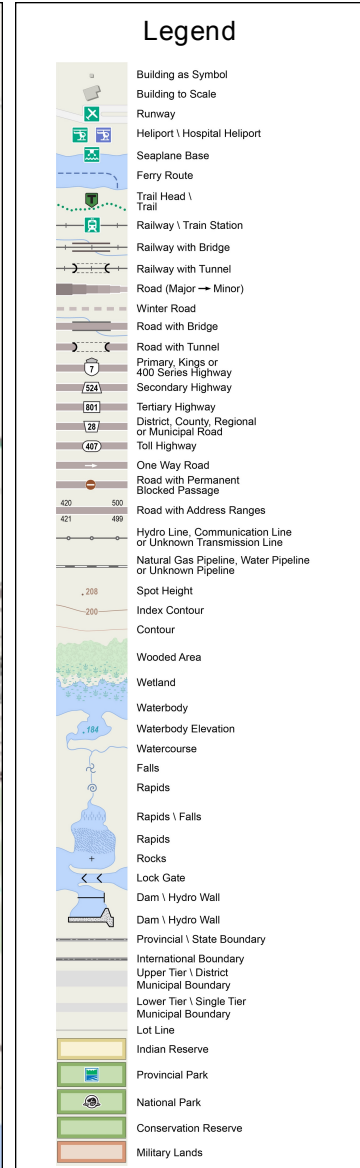 Legend
Building as Symbol
Building to Scale
Runway
Heliport \ Hospital Heliport
Seaplane Base
Ferry Route
Trail Head \
Trail
Railway \ Train Station
Railway with Bridge
Railway with Tunnel
Road (Major → Minor)
Winter Road
Road with Bridge
Road with Tunnel
7
Primary, Kings or
400 Series Highway
524 Secondary Highway
801 Tertiary Highway
28
District, County, Regional
or Municipal Road
407 Toll Highway
One Way Road
Road with Permanent
Blocked Passage
420 500
Road with Address Ranges
421 499
Hydro Line, Communication Line
or Unknown Transmission Line
Natural Gas Pipeline, Water Pipeline
or Unknown Pipeline
208 Spot Height
200 Index Contour
Contour
Wooded Area
Wetland
Waterbody
184 Waterbody Elevation
Watercourse
Falls
Rapids
Rapids \ Falls
Rapids
Rocks
Lock Gate
Dam \ Hydro Wall
Dam \ Hydro Wall
Provincial \ State Boundary
International Boundary
Upper Tier \ District
Municipal Boundary
Lower Tier \ Single Tier
Municipal Boundary
Lot Line
Indian Reserve
Provincial Park
National Park
Conservation Reserve
Military Lands